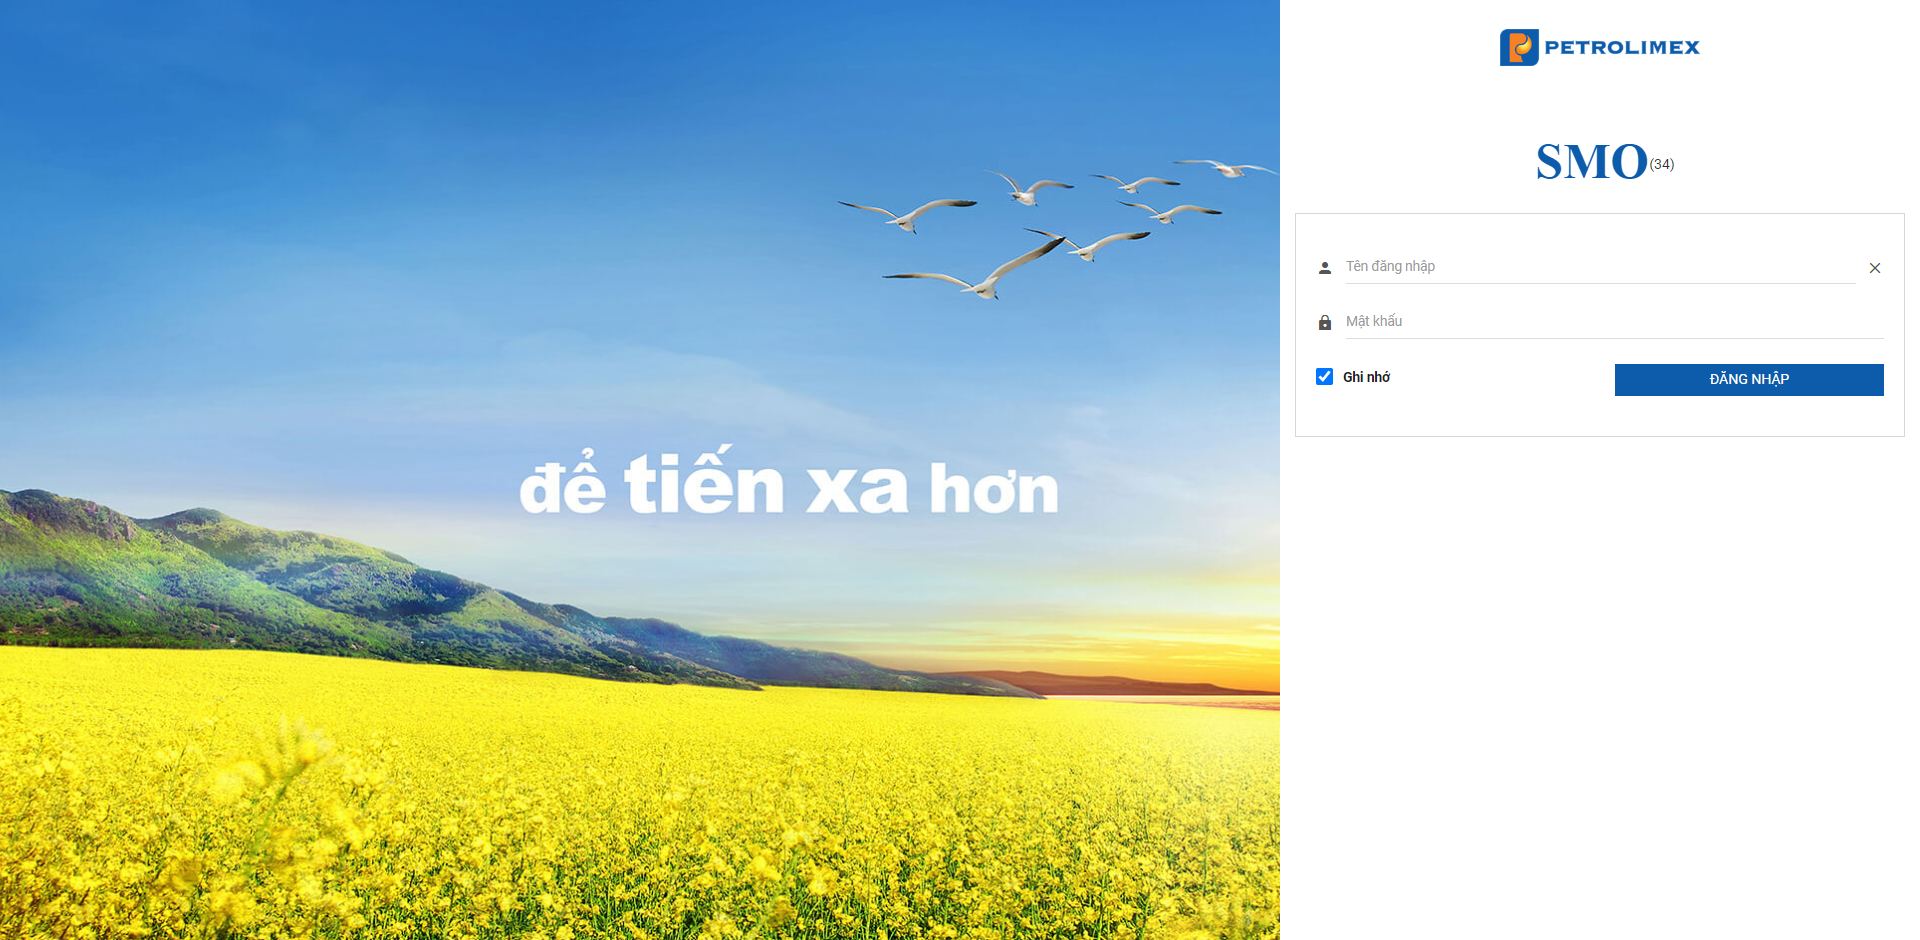 để tiến xa hơn
PETROLIMEX
SMO(34)
Tên đăng nhập
Mật khẩu
Ghi nhớ
ĐĂNG NHẬP